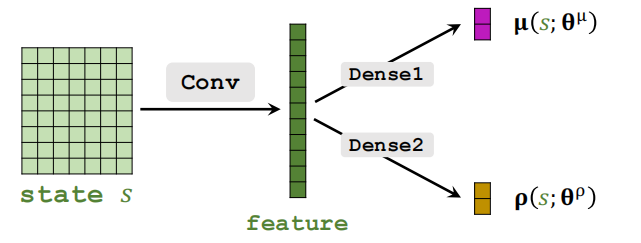 μ(s; θ^μ)
Dense1
Conv
Dense2
state s
ρ(s; θ^ρ)
feature